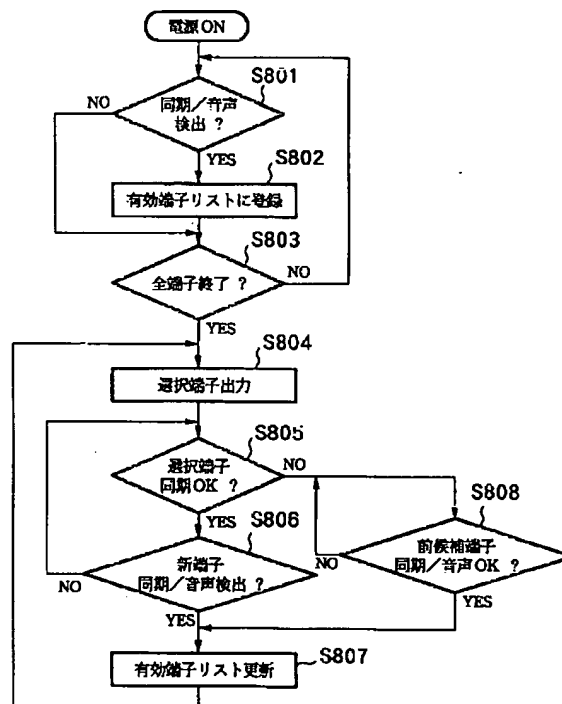 電源ON
S801
同期／音声
検出 ?
NO
YES
S802
有効端子リストに登録
S803
全端子終了 ?
NO
YES
S804
選択端子出力
S805
選択端子
同期OK ?
NO
YES
S806
新端子
同期／音声検出 ?
NO
YES
S808
前候補端子
同期／音声OK ?
NO
YES
S807
有効端子リスト更新